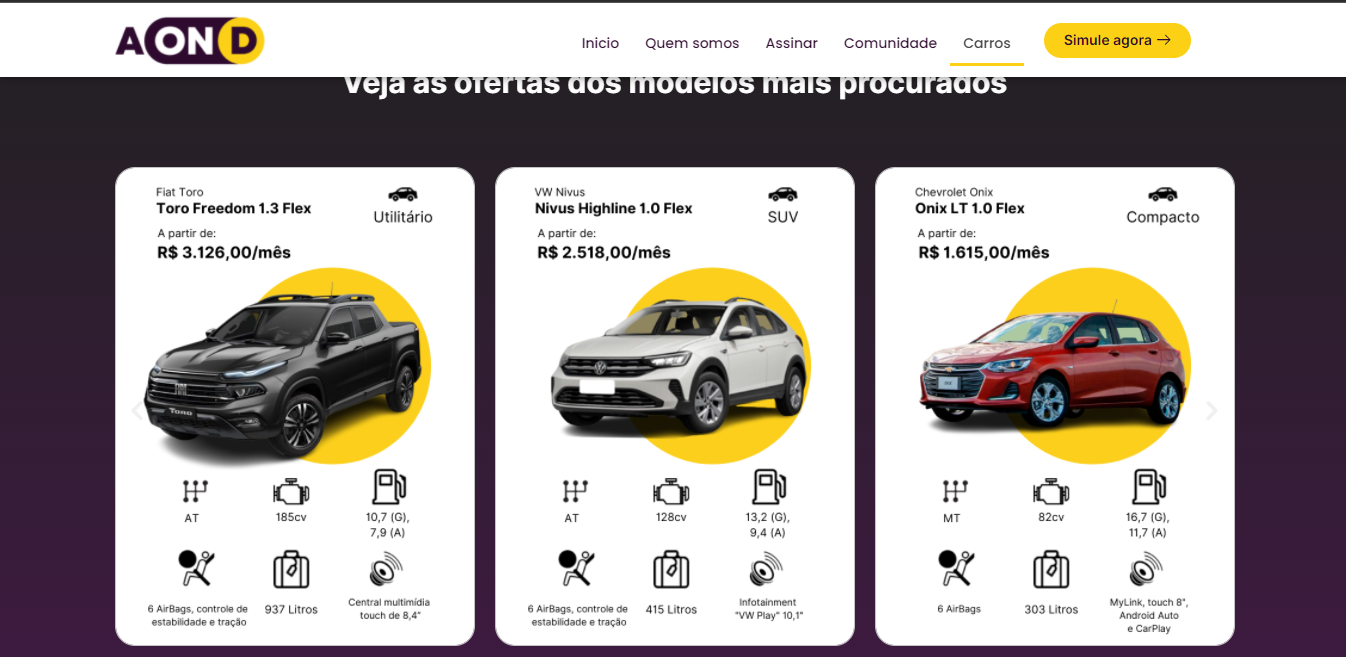 AOND
Inicio
Quem somos
Assinar
Comunidade
Carros
Simule agora →
Veja as ofertas dos modelos mais procurados
Fiat Toro
Toro Freedom 1.3 Flex
Utilitário
A partir de:
R$ 3.126,00/mês
TORO
AT
185cv
10,7 (G),
7,9 (A)
6 AirBags, controle de
estabilidade e tração
937 Litros
Central multimídia
touch de 8,4”
VW Nivus
Nivus Highline 1.0 Flex
SUV
A partir de:
R$ 2.518,00/mês
AT
128cv
13,2 (G),
9,4 (A)
6 AirBags, controle de
estabilidade e tração
415 Litros
Infotainment
"VW Play" 10,1"
Chevrolet Onix
Onix LT 1.0 Flex
Compacto
A partir de:
R$ 1.615,00/mês
MT
82cv
16,7 (G),
11,7 (A)
6 AirBags
303 Litros
MyLink, touch 8",
Android Auto
e CarPlay